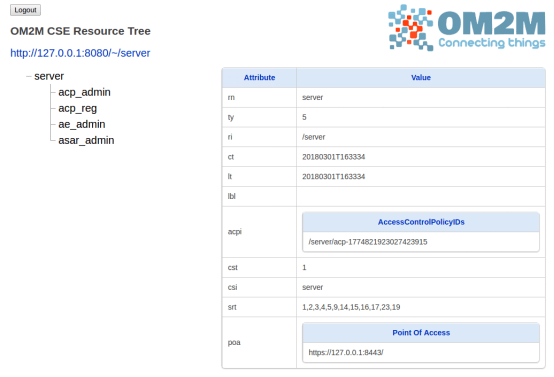 Logout
OM2M CSE Resource Tree
http://127.0.0.1:8080/~/server
OM2M
Connecting things
server
acp_admin
acp_reg
ae_admin
asar_admin
Attribute Value
rn server
ty 5
ri /server
ct 20180301T163334
lt 20180301T163334
lbl
acpi
AccessControlPolicyIDs
/server/acp-1774821923027423915
cst 1
csi server
srt 1,2,3,4,5,9,14,15,16,17,23,19
poa
Point Of Access
https://127.0.0.1:8443/